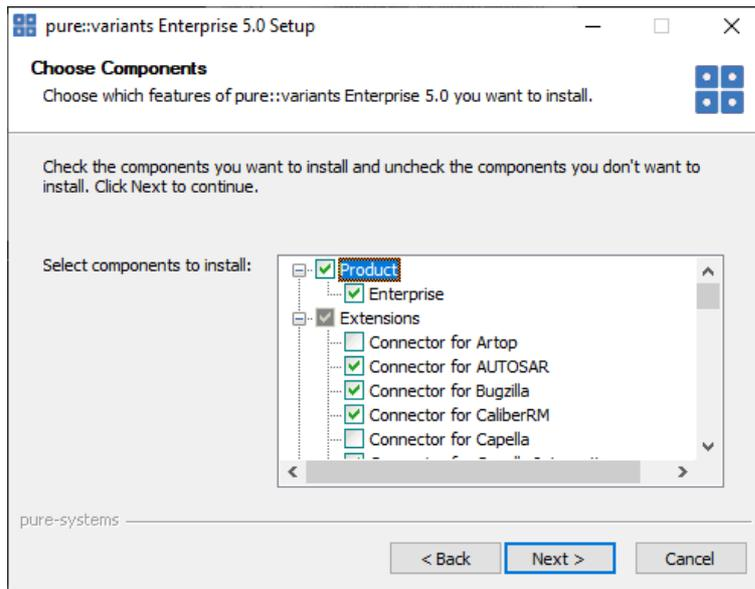 pure::variants Enterprise 5.0 Setup
Choose Components
Choose which features of pure::variants Enterprise 5.0 you want to install.
Check the components you want to install and uncheck the components you don't want to
install. Click Next to continue.
Select components to install:
Product
Enterprise
Extensions
Connector for Artop
Connector for AUTOSAR
Connector for Bugzilla
Connector for CaliberRM
Connector for Capella
pure-systems
< Back
Next >
Cancel